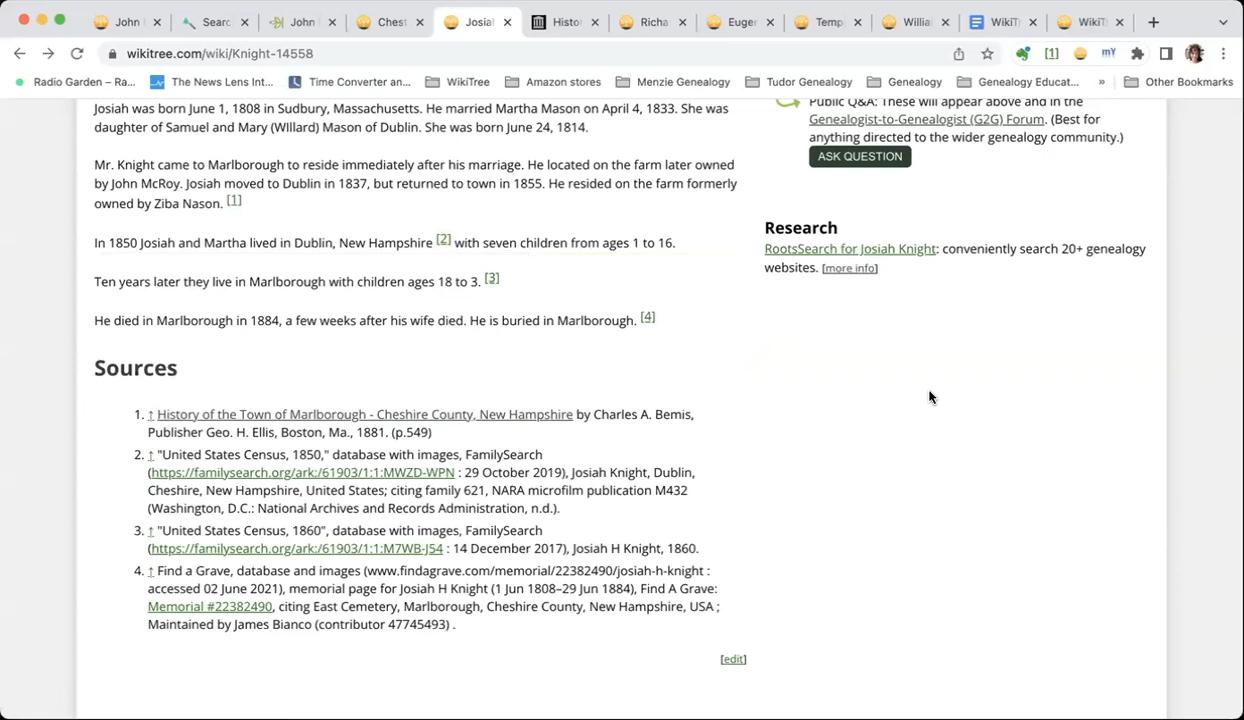 John
Searc
John
Chest
Josial
Histo
Richa
Euger
Temp
Willia
WikiT
WikiT
wikitree.com/wiki/Knight-14558
[1]
mY
Radio Garden – Ra...
The News Lens Int...
Time Converter an...
WikiTree
Amazon stores
Menzie Genealogy
Tudor Genealogy
Genealogy
Genealogy Educat...
»
Other Bookmarks
Josiah was born June 1, 1808 in Sudbury, Massachusetts. He married Martha Mason on April 4, 1833. She was
daughter of Samuel and Mary (WIllard) Mason of Dublin. She was born June 24, 1814.
Mr. Knight came to Marlborough to reside immediately after his marriage. He located on the farm later owned
by John McRoy. Josiah moved to Dublin in 1837, but returned to town in 1855. He resided on the farm formerly
owned by Ziba Nason. [1]
In 1850 Josiah and Martha lived in Dublin, New Hampshire [2] with seven children from ages 1 to 16.
Ten years later they live in Marlborough with children ages 18 to 3. [3]
He died in Marlborough in 1884, a few weeks after his wife died. He is buried in Marlborough. [4]
Sources
1. ↑ History of the Town of Marlborough - Cheshire County, New Hampshire by Charles A. Bemis,
Publisher Geo. H. Ellis, Boston, Ma., 1881. (p.549)
2. ↑ "United States Census, 1850," database with images, FamilySearch
(https://familysearch.org/ark:/61903/1:1:MWZD-WPN : 29 October 2019), Josiah Knight, Dublin,
Cheshire, New Hampshire, United States; citing family 621, NARA microfilm publication M432
(Washington, D.C.: National Archives and Records Administration, n.d.).
3. ↑ "United States Census, 1860", database with images, FamilySearch
(https://familysearch.org/ark:/61903/1:1:M7WB-J54 : 14 December 2017), Josiah H Knight, 1860.
4. ↑ Find a Grave, database and images (www.findagrave.com/memorial/22382490/josiah-h-knight :
accessed 02 June 2021), memorial page for Josiah H Knight (1 Jun 1808–29 Jun 1884), Find A Grave:
Memorial #22382490, citing East Cemetery, Marlborough, Cheshire County, New Hampshire, USA ;
Maintained by James Bianco (contributor 47745493) .
[edit]
Public Q&A: These will appear above and in the
Genealogist-to-Genealogist (G2G) Forum. (Best for
anything directed to the wider genealogy community.)
ASK QUESTION
Research
RootsSearch for Josiah Knight: conveniently search 20+ genealogy
websites. [more info]